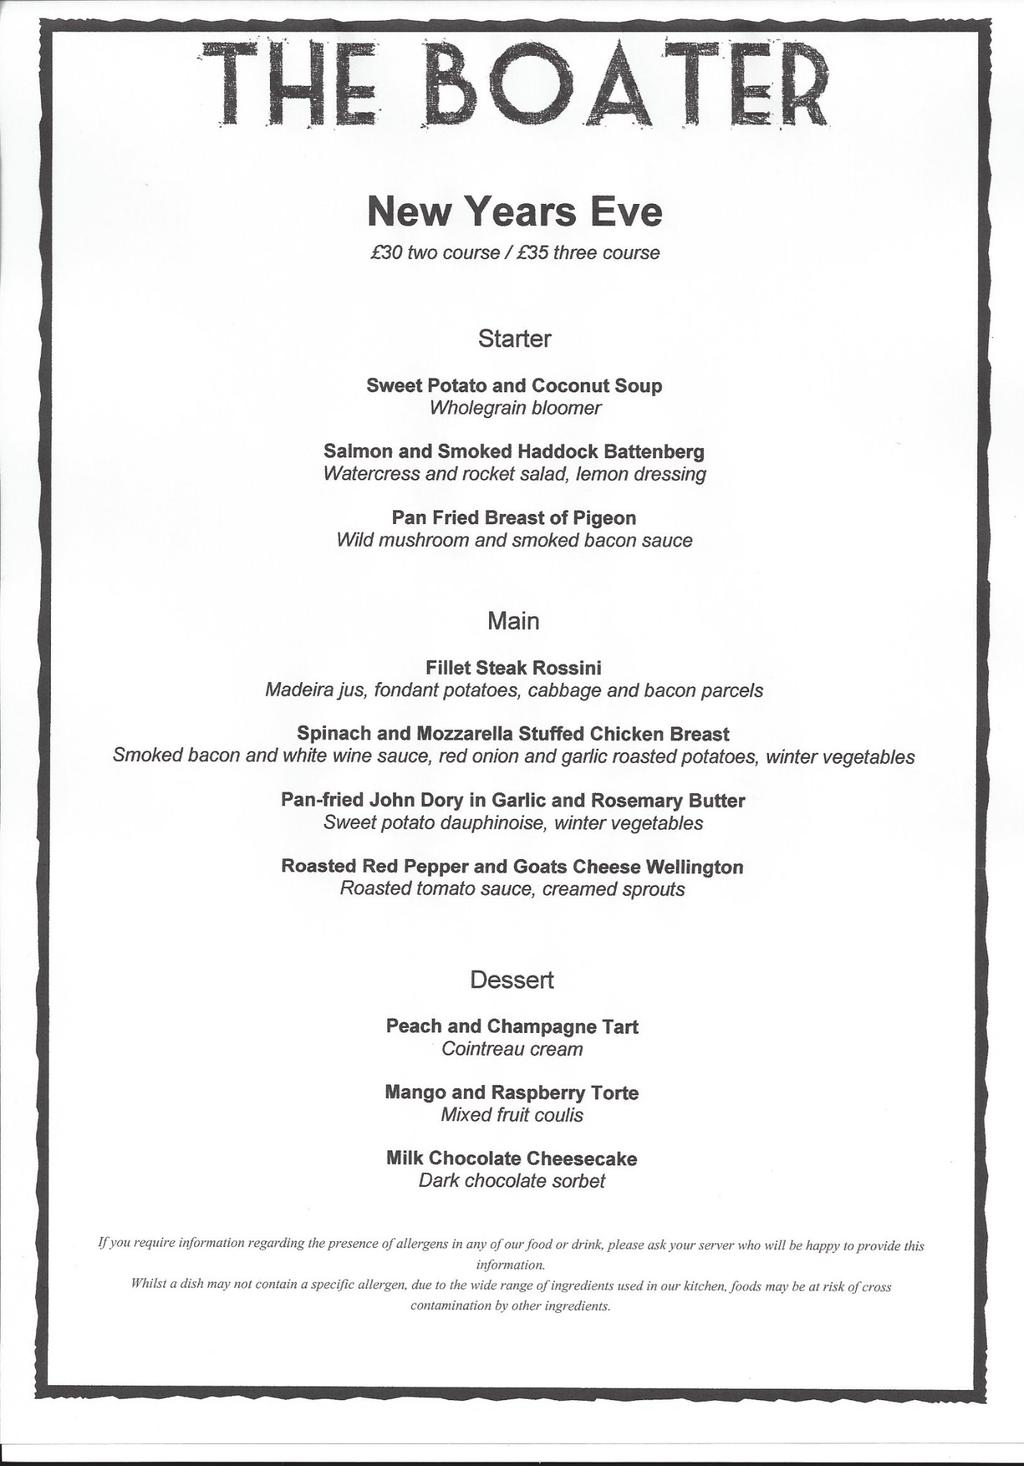 THE BOATER
New Years Eve
£30 two course / £35 three course
Starter
Sweet Potato and Coconut Soup
Wholegrain bloomer
Salmon and Smoked Haddock Battenberg
Watercress and rocket salad, lemon dressing
Pan Fried Breast of Pigeon
Wild mushroom and smoked bacon sauce
Main
Fillet Steak Rossini
Madeira jus, fondant potatoes, cabbage and bacon parcels
Spinach and Mozzarella Stuffed Chicken Breast
Smoked bacon and white wine sauce, red onion and garlic roasted potatoes, winter vegetables
Pan-fried John Dory in Garlic and Rosemary Butter
Sweet potato dauphinoise, winter vegetables
Roasted Red Pepper and Goats Cheese Wellington
Roasted tomato sauce, creamed sprouts
Dessert
Peach and Champagne Tart
Cointreau cream
Mango and Raspberry Torte
Mixed fruit coulis
Milk Chocolate Cheesecake
Dark chocolate sorbet
If you require information regarding the presence of allergens in any of our food or drink, please ask your server who will be happy to provide this
information.
Whilst a dish may not contain a specific allergen, due to the wide range of ingredients used in our kitchen, foods may be at risk of cross
contamination by other ingredients.